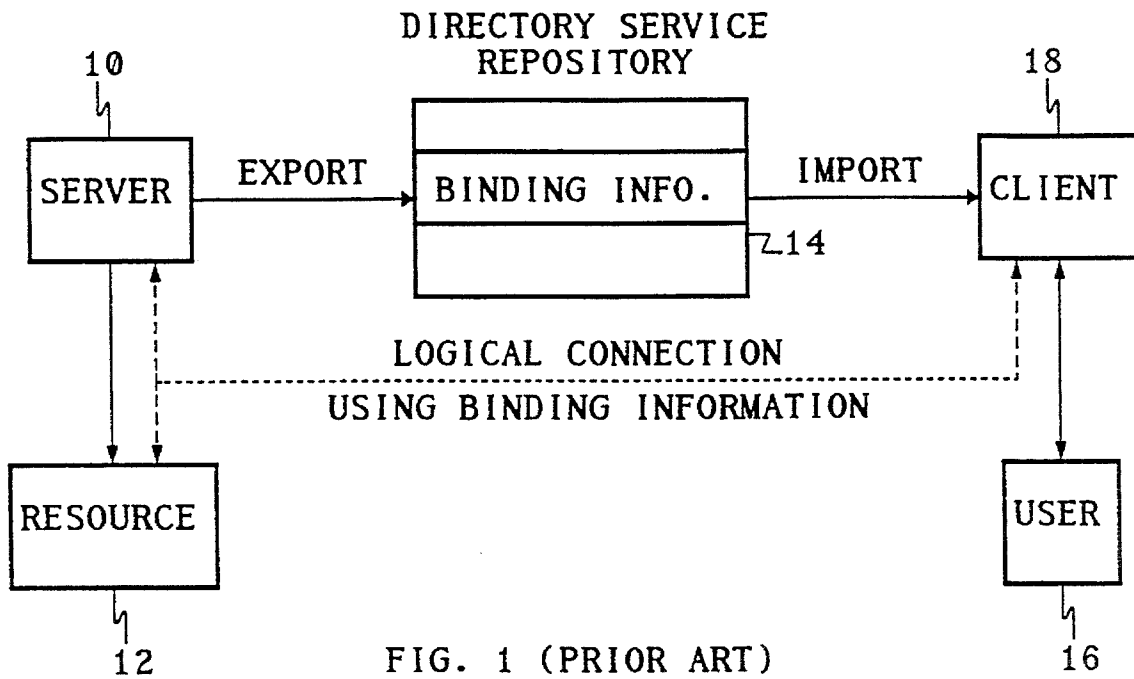 DIRECTORY SERVICE
REPOSITORY
10
18
SERVER
EXPORT
BINDING INFO.
IMPORT
CLIENT
14
LOGICAL CONNECTION
USING BINDING INFORMATION
RESOURCE
USER
12
FIG. 1 (PRIOR ART)
16